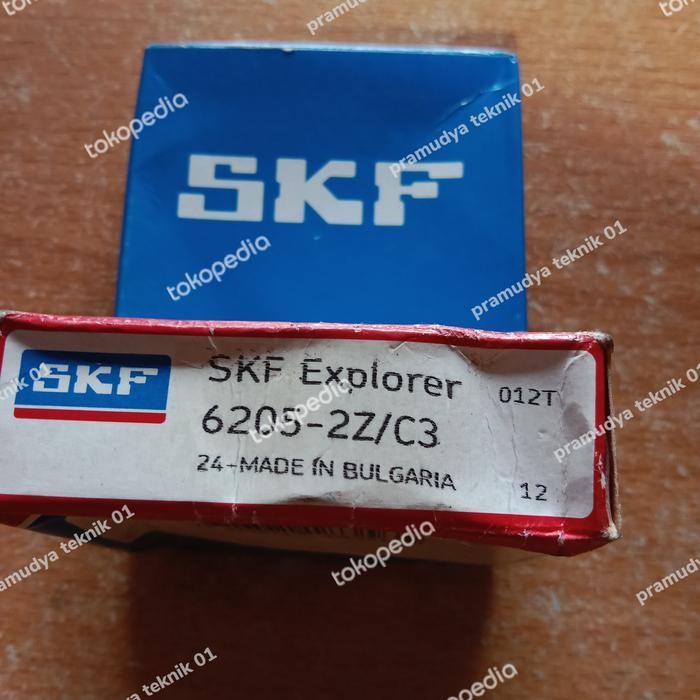 SKF
SKF
SKF Explorer
6205-2Z/C3
24-MADE IN BULGARIA
012T
12
tokopedia
tokopedia
tokopedia
tokopedia
tokopedia
pramudya teknik 01
pramudya teknik 01
pramudya teknik 01
pramudya teknik 01
pramudya teknik 01